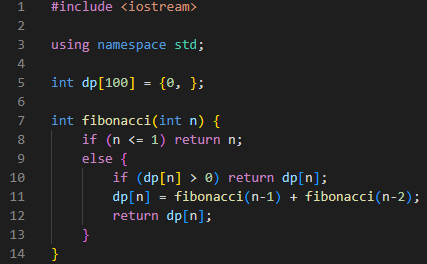 1 #include <iostream>
2
3 using namespace std;
4
5 int dp[100] = {0, };
6
7 int fibonacci(int n) {
8     if (n <= 1) return n;
9     else {
10         if (dp[n] > 0) return dp[n];
11         dp[n] = fibonacci(n-1) + fibonacci(n-2);
12         return dp[n];
13     }
14 }